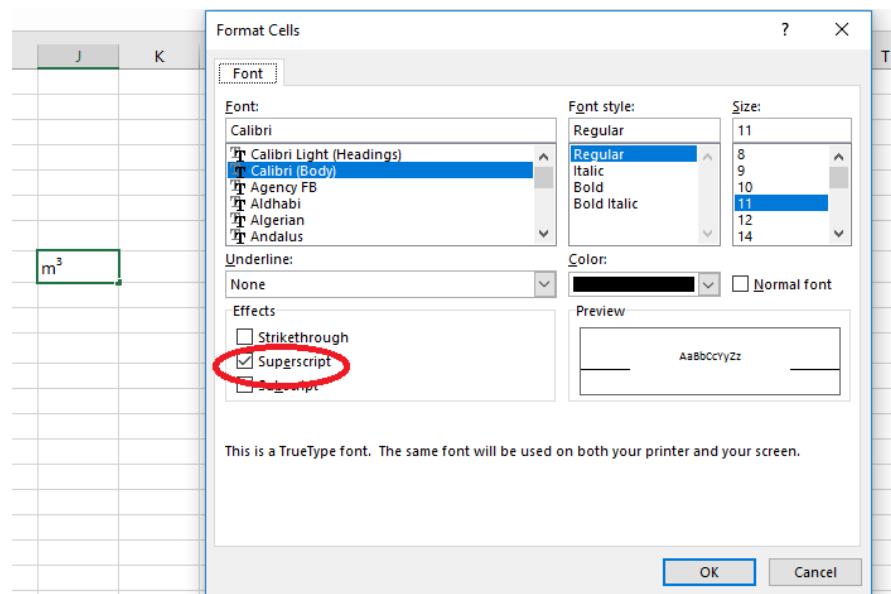 Format Cells ? ×
J K T
Font
Font: Font style: Size:
Calibri Regular 11
Calibri Light (Headings) Regular 8
Calibri (Body) Italic 9
Agency FB Bold 10
Aldhabi Bold Italic 11
Algerian 12
Andalus 14
m³
Underline: Color:
None Normal font
Effects Preview
Strikethrough
Superscript AaBbCcYyZz
Subscript
This is a TrueType font. The same font will be used on both your printer and your screen.
OK Cancel